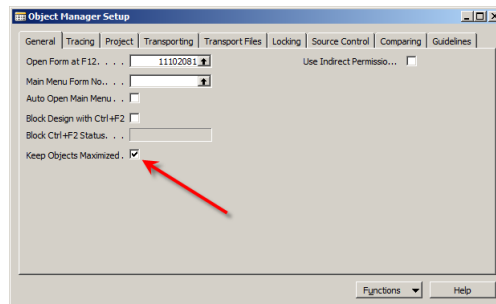 Object Manager Setup
General Tracing Project Transporting Transport Files Locking Source Control Comparing Guidelines
Open Form at F12. . . . 11102081 Use Indirect Permissio...
Main Menu Form No.. . .
Auto Open Main Menu . .
Block Design with Ctrl+F2
Block Ctrl+F2 Status. . . .
Keep Objects Maximized .
Functions Help